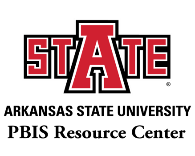 STATE
®
ARKANSAS STATE UNIVERSITY
PBIS Resource Center